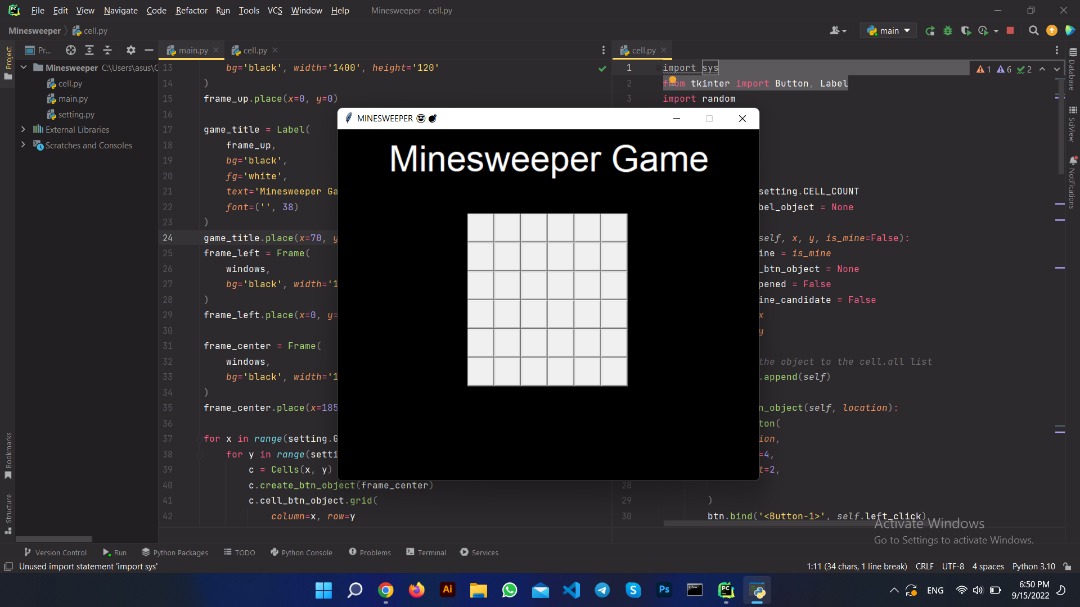 File Edit View Navigate Code Refactor Run Tools VCS Window Help Minesweeper - cell.py
Minesweeper cell.py main
Pr... main.py cell.py cell.py
Project
Minesweeper C:\Users\asus\
cell.py
main.py
setting.py
External Libraries
Scratches and Consoles
13 bg='black', width='1400', height='120'
14 )
15 frame_up.place(x=0, y=0)
16
17 game_title = Label(
18 frame_up,
19 bg='black',
20 fg='white',
21 text='Minesweeper Ga
22 font=('', 38)
23 )
24 game_title.place(x=70, y
25 frame_left = Frame(
26 windows,
27 bg='black', width='1
28 )
29 frame_left.place(x=0, y=
30
31 frame_center = Frame(
32 windows,
33 bg='black', width='1
34 )
35 frame_center.place(x=185
36
37 for x in range(setting.G
38 for y in range(setti
39 c = Cells(x, y)
40 c.create_btn_object(frame_center)
41 c.cell_btn_object.grid(
42 column=x, row=y
MINESWEEPER
Minesweeper Game
1 6 2
1 import sys
2 from tkinter import Button, Label
3 import random
setting.CELL_COUNT
bel_object = None
self, x, y, is_mine=False):
ine = is_mine
_btn_object = None
pened = False
ine_candidate = False
x
y
the object to the cell.all list
.append(self)
n_object(self, location):
ton(
ion,
=4,
t=2,
28
29 )
30 btn.bind('<Button-1>', self.left_click)
Database
SciView
Notifications
Bookmarks
Structure
Activate Windows
Go to Settings to activate Windows.
Version Control Run Python Packages TODO Python Console Problems Terminal Services
Unused import statement 'import sys' 1:11 (34 chars, 1 line break) CRLF UTF-8 4 spaces Python 3.10
Ai Ps ENG
6:50 PM
9/15/2022